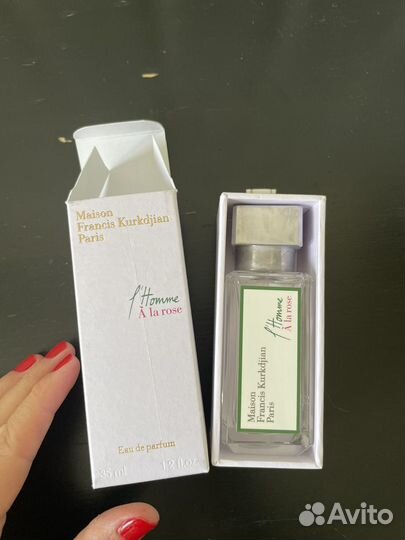 Maison
Francis Kurkdjian
Paris
l'Homme
À la rose
Eau de parfum
35 ml 1.2 fl.oz
l'Homme
À la rose
Maison
Francis Kurkdjian
Paris
Avito